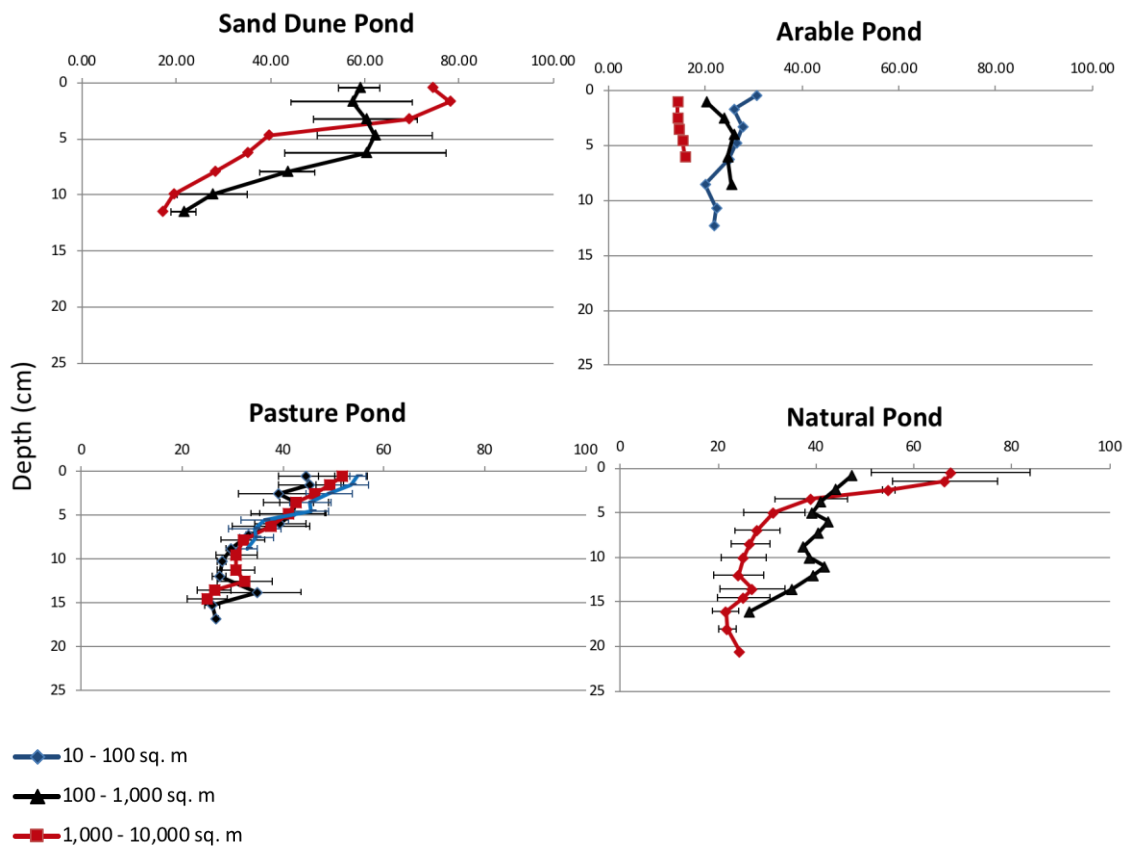 Sand Dune Pond
0.00 20.00 40.00 60.00 80.00 100.00
0
5
10
15
20
25
Arable Pond
0.00 20.00 40.00 60.00 80.00 100.00
0
5
10
15
20
25
Depth (cm)
Pasture Pond
0 20 40 60 80 100
0
5
10
15
20
25
Natural Pond
0 20 40 60 80 100
0
5
10
15
20
25
10 - 100 sq. m
100 - 1,000 sq. m
1,000 - 10,000 sq. m